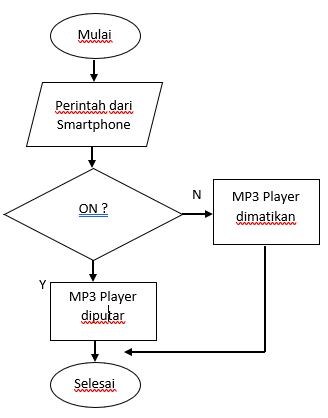 Mulai
Perintah dari
Smartphone
ON ?
N
MP3 Player
dimatikan
Y
MP3 Player
diputar
Selesai